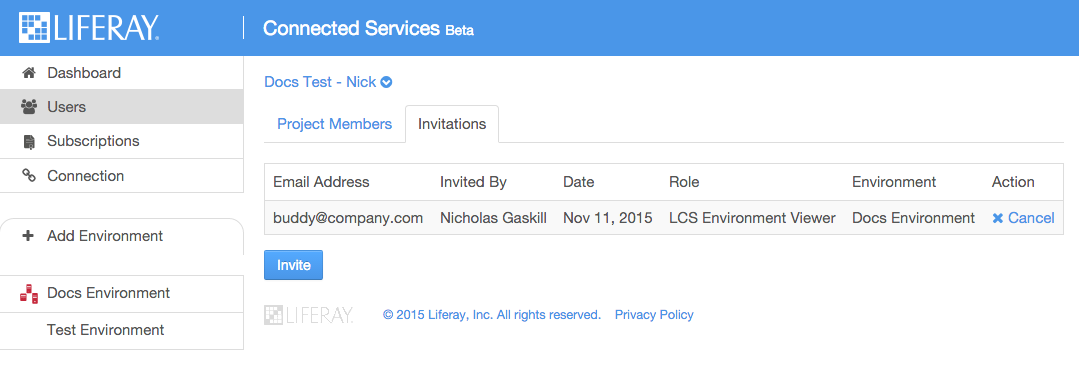 LIFERAY.
Connected Services Beta
Dashboard
Users
Subscriptions
Connection
Add Environment
Docs Environment
Test Environment
Docs Test - Nick
Project Members Invitations
Email Address Invited By Date Role Environment Action
buddy@company.com Nicholas Gaskill Nov 11, 2015 LCS Environment Viewer Docs Environment Cancel
Invite
LIFERAY. © 2015 Liferay, Inc. All rights reserved. Privacy Policy